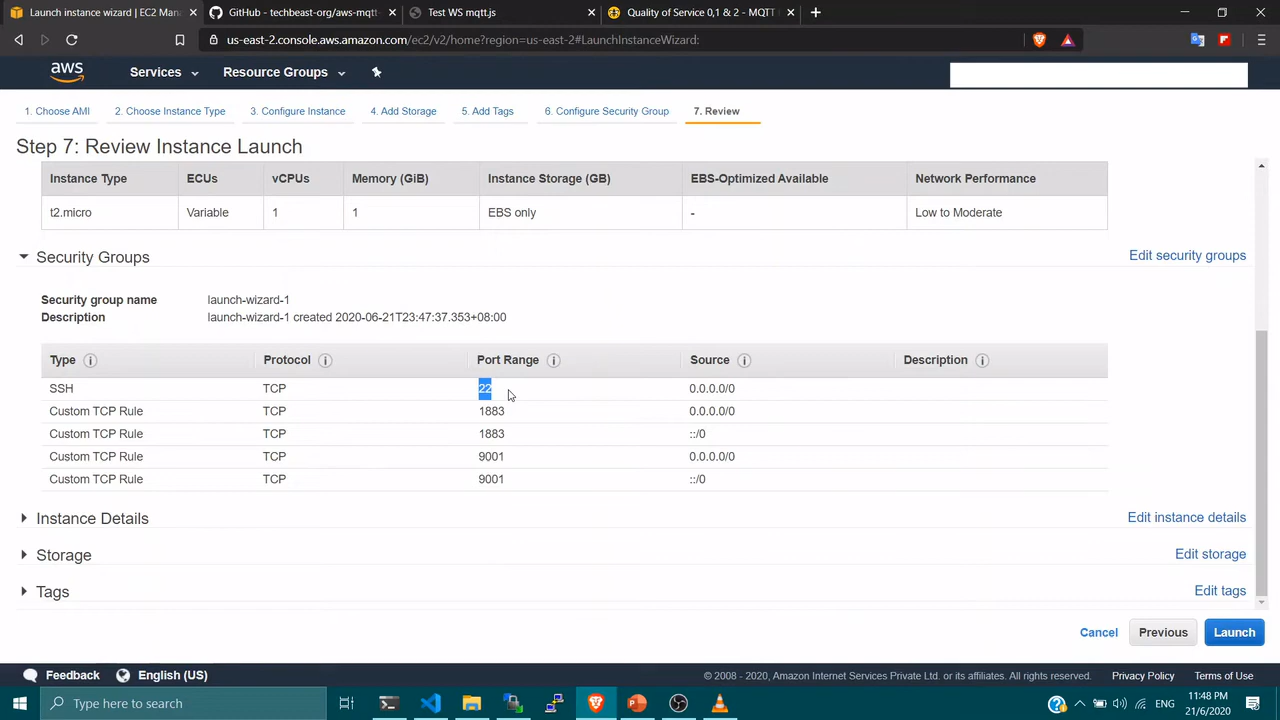 Launch instance wizard | EC2 Man
GitHub - techbeast-org/aws-mqtt-
Test WS mqtt.js
Quality of Service 0,1 & 2 - MQTT
us-east-2.console.aws.amazon.com/ec2/v2/home?region=us-east-2#LaunchInstanceWizard:
aws Services Resource Groups
1. Choose AMI 2. Choose Instance Type 3. Configure Instance 4. Add Storage 5. Add Tags 6. Configure Security Group 7. Review
Step 7: Review Instance Launch
Instance Type ECUs vCPUs Memory (GiB) Instance Storage (GB) EBS-Optimized Available Network Performance
t2.micro Variable 1 1 EBS only - Low to Moderate
Security Groups Edit security groups
Security group name launch-wizard-1
Description launch-wizard-1 created 2020-06-21T23:47:37.353+08:00
Type Protocol Port Range Source Description
SSH TCP 22 0.0.0.0/0
Custom TCP Rule TCP 1883 0.0.0.0/0
Custom TCP Rule TCP 1883 ::/0
Custom TCP Rule TCP 9001 0.0.0.0/0
Custom TCP Rule TCP 9001 ::/0
Instance Details Edit instance details
Storage Edit storage
Tags Edit tags
Cancel Previous Launch
Feedback English (US) © 2008 - 2020, Amazon Internet Services Private Ltd. or its affiliates. All rights reserved. Privacy Policy Terms of Use
Type here to search
ENG
11:48 PM
21/6/2020